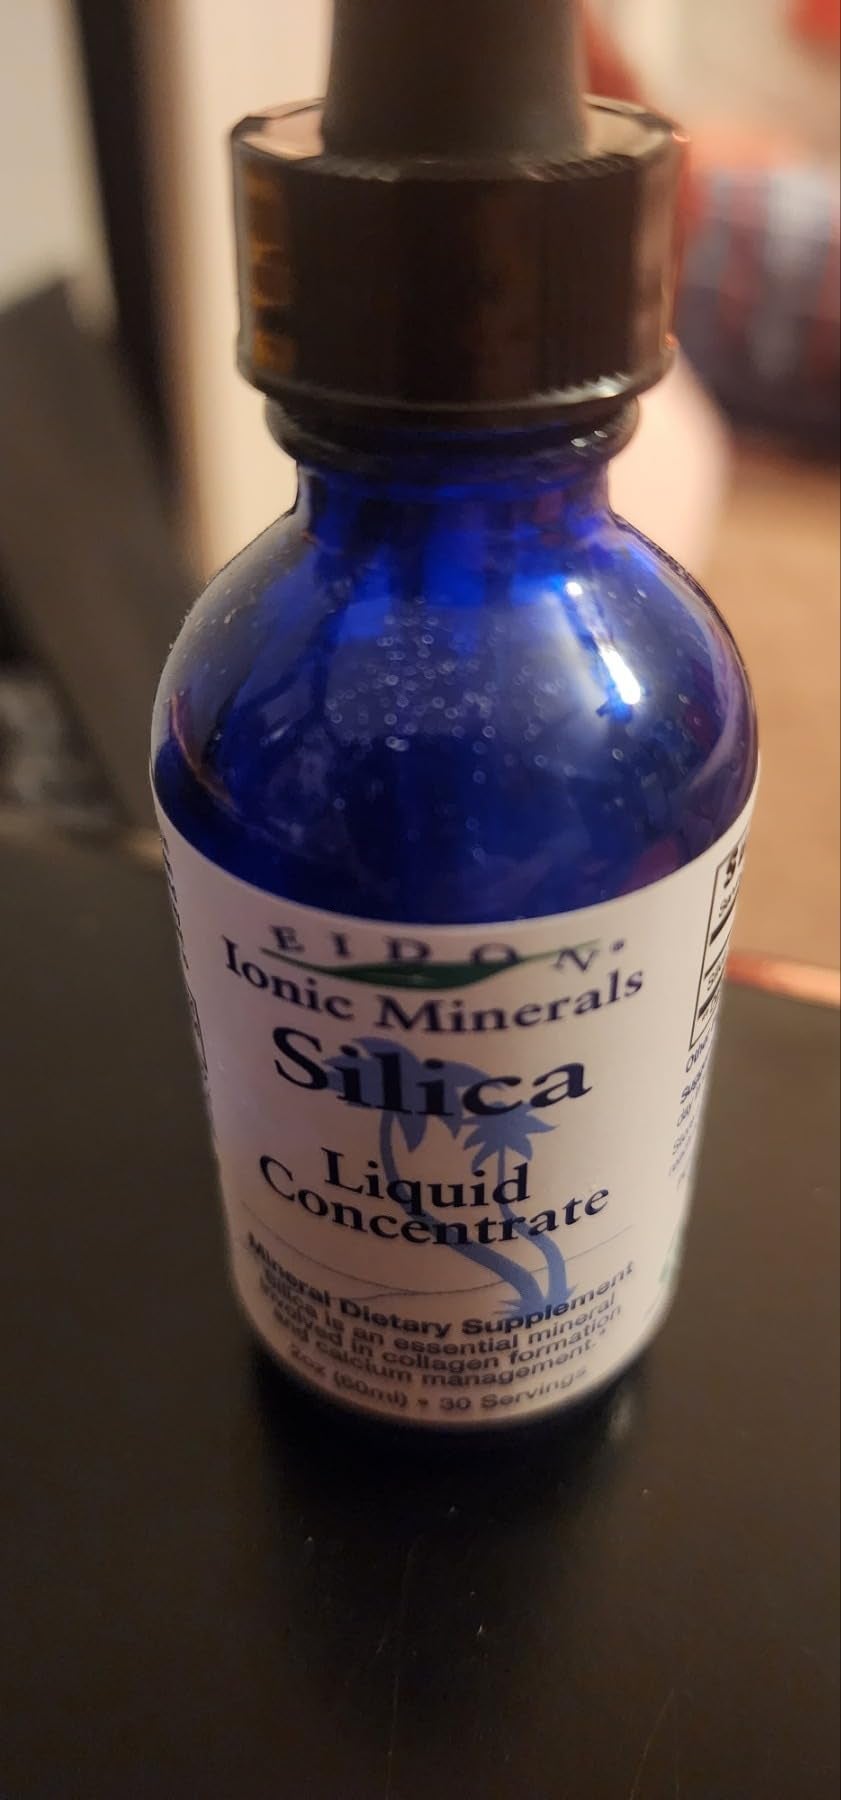 EIDON
Ionic Minerals
Silica
Liquid
Concentrate
Mineral Dietary Supplement
Silica is an essential mineral
involved in collagen formation
and calcium management.*
2oz (60ml) • 30 Servings